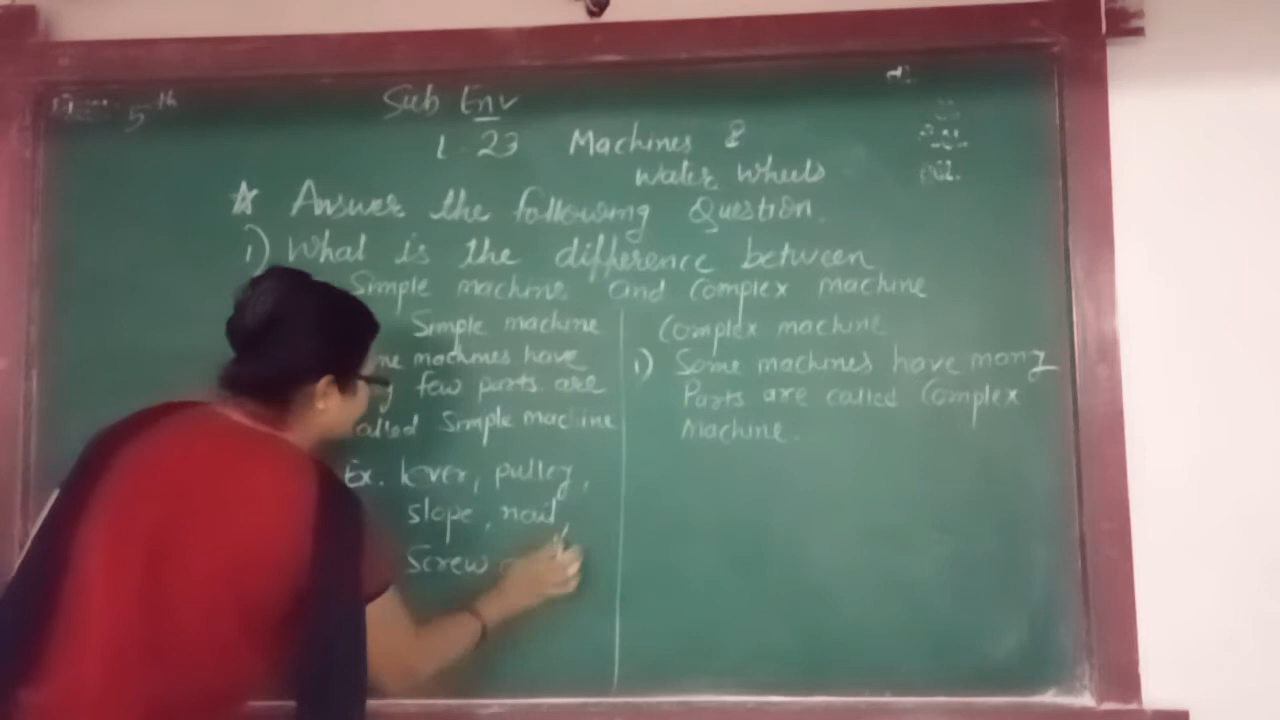 5th
Sub Env
L-23 Machines &
Water Wheels
☆ Answer the following Question.
1) What is the difference between
Simple machine and Complex machine
Simple machine
machines have
few parts are
Simple machine
Ex. Lever, pulley,
slope, nail,
Screw
Complex machine
1) Some machines have many
Parts are called Complex
Machine.